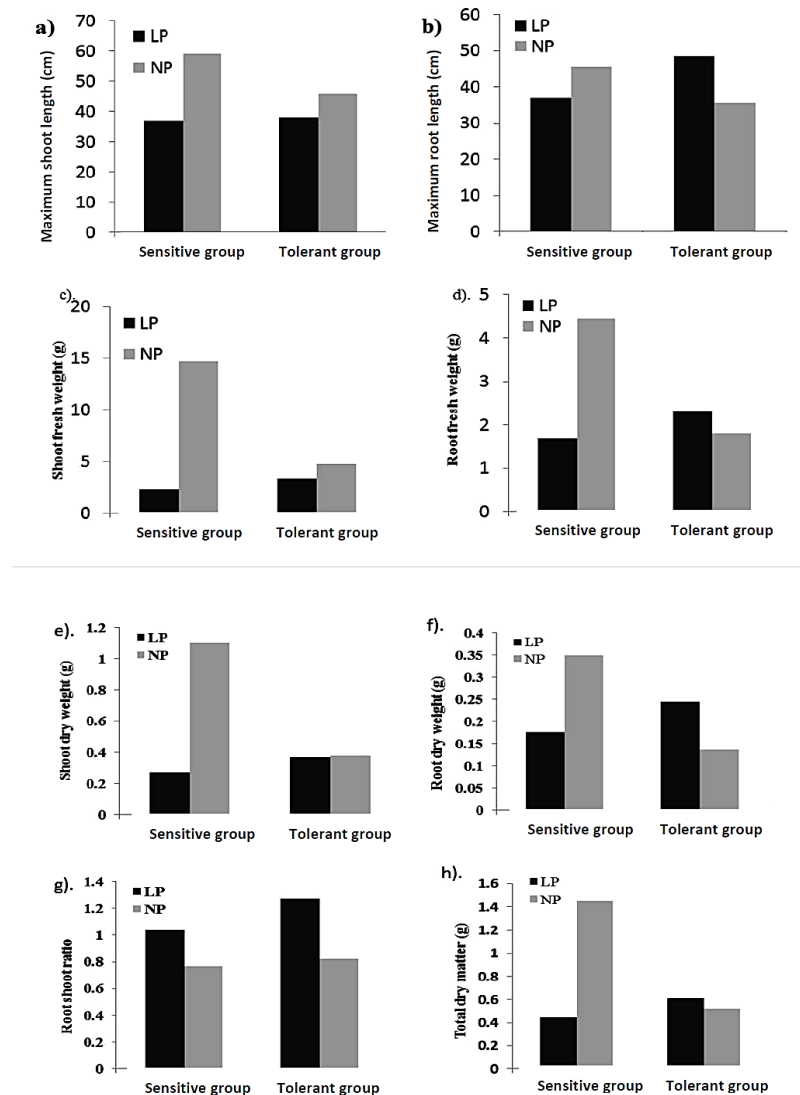 a)
Maximum shoot length (cm)
70
60
50
40
30
20
10
0
LP
NP
Sensitive group
Tolerant group
b)
Maximum root length (cm)
60
50
40
30
20
10
0
LP
NP
Sensitive group
Tolerant group
c).
Shoot fresh weight (g)
20
15
10
5
0
LP
NP
Sensitive group
Tolerant group
d).
Root fresh weight (g)
5
4
3
2
1
0
LP
NP
Sensitive group
Tolerant group
e).
Shoot dry weight (g)
1.2
1
0.8
0.6
0.4
0.2
0
LP
NP
Sensitive group
Tolerant group
f).
Root dry weight (g)
0.4
0.35
0.3
0.25
0.2
0.15
0.1
0.05
0
LP
NP
Sensitive group
Tolerant group
g).
Root shoot ratio
1.4
1.2
1
0.8
0.6
0.4
0.2
0
LP
NP
Sensitive group
Tolerant group
h).
Total dry matter (g)
1.6
1.4
1.2
1
0.8
0.6
0.4
0.2
0
LP
NP
Sensitive group
Tolerant group